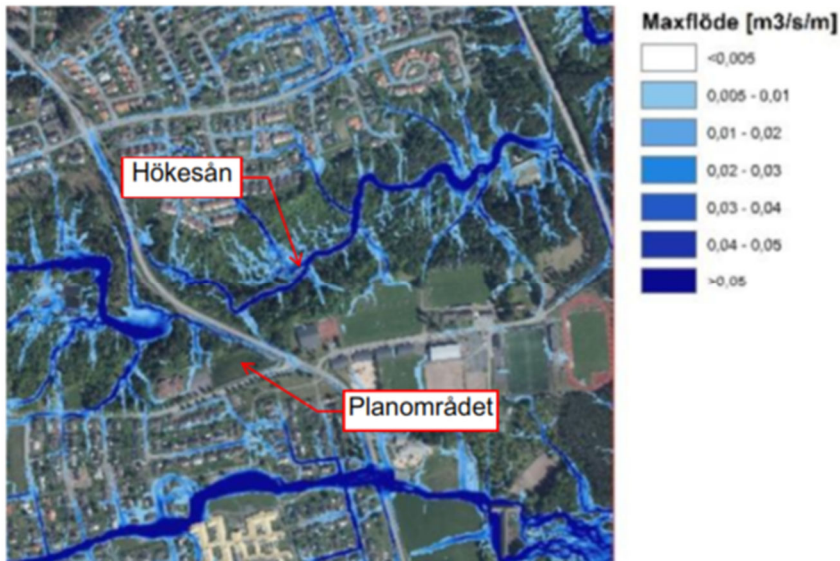 Maxflöde [m3/s/m]
<0,005
0,005 - 0,01
0,01 - 0,02
0,02 - 0,03
0,03 - 0,04
0,04 - 0,05
>0,05
Hökesån
Planområdet